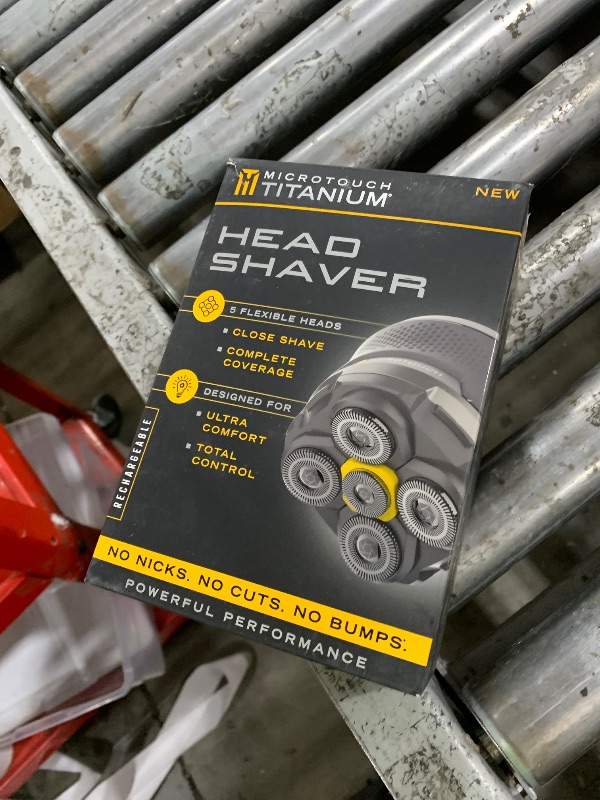 MICROTOUCH
TITANIUM®
NEW
HEAD
SHAVER
5 FLEXIBLE HEADS
▪ CLOSE SHAVE
▪ COMPLETE
COVERAGE
DESIGNED FOR
▪ ULTRA
COMFORT
▪ TOTAL
CONTROL
RECHARGEABLE
NO NICKS. NO CUTS. NO BUMPS.*
POWERFUL PERFORMANCE